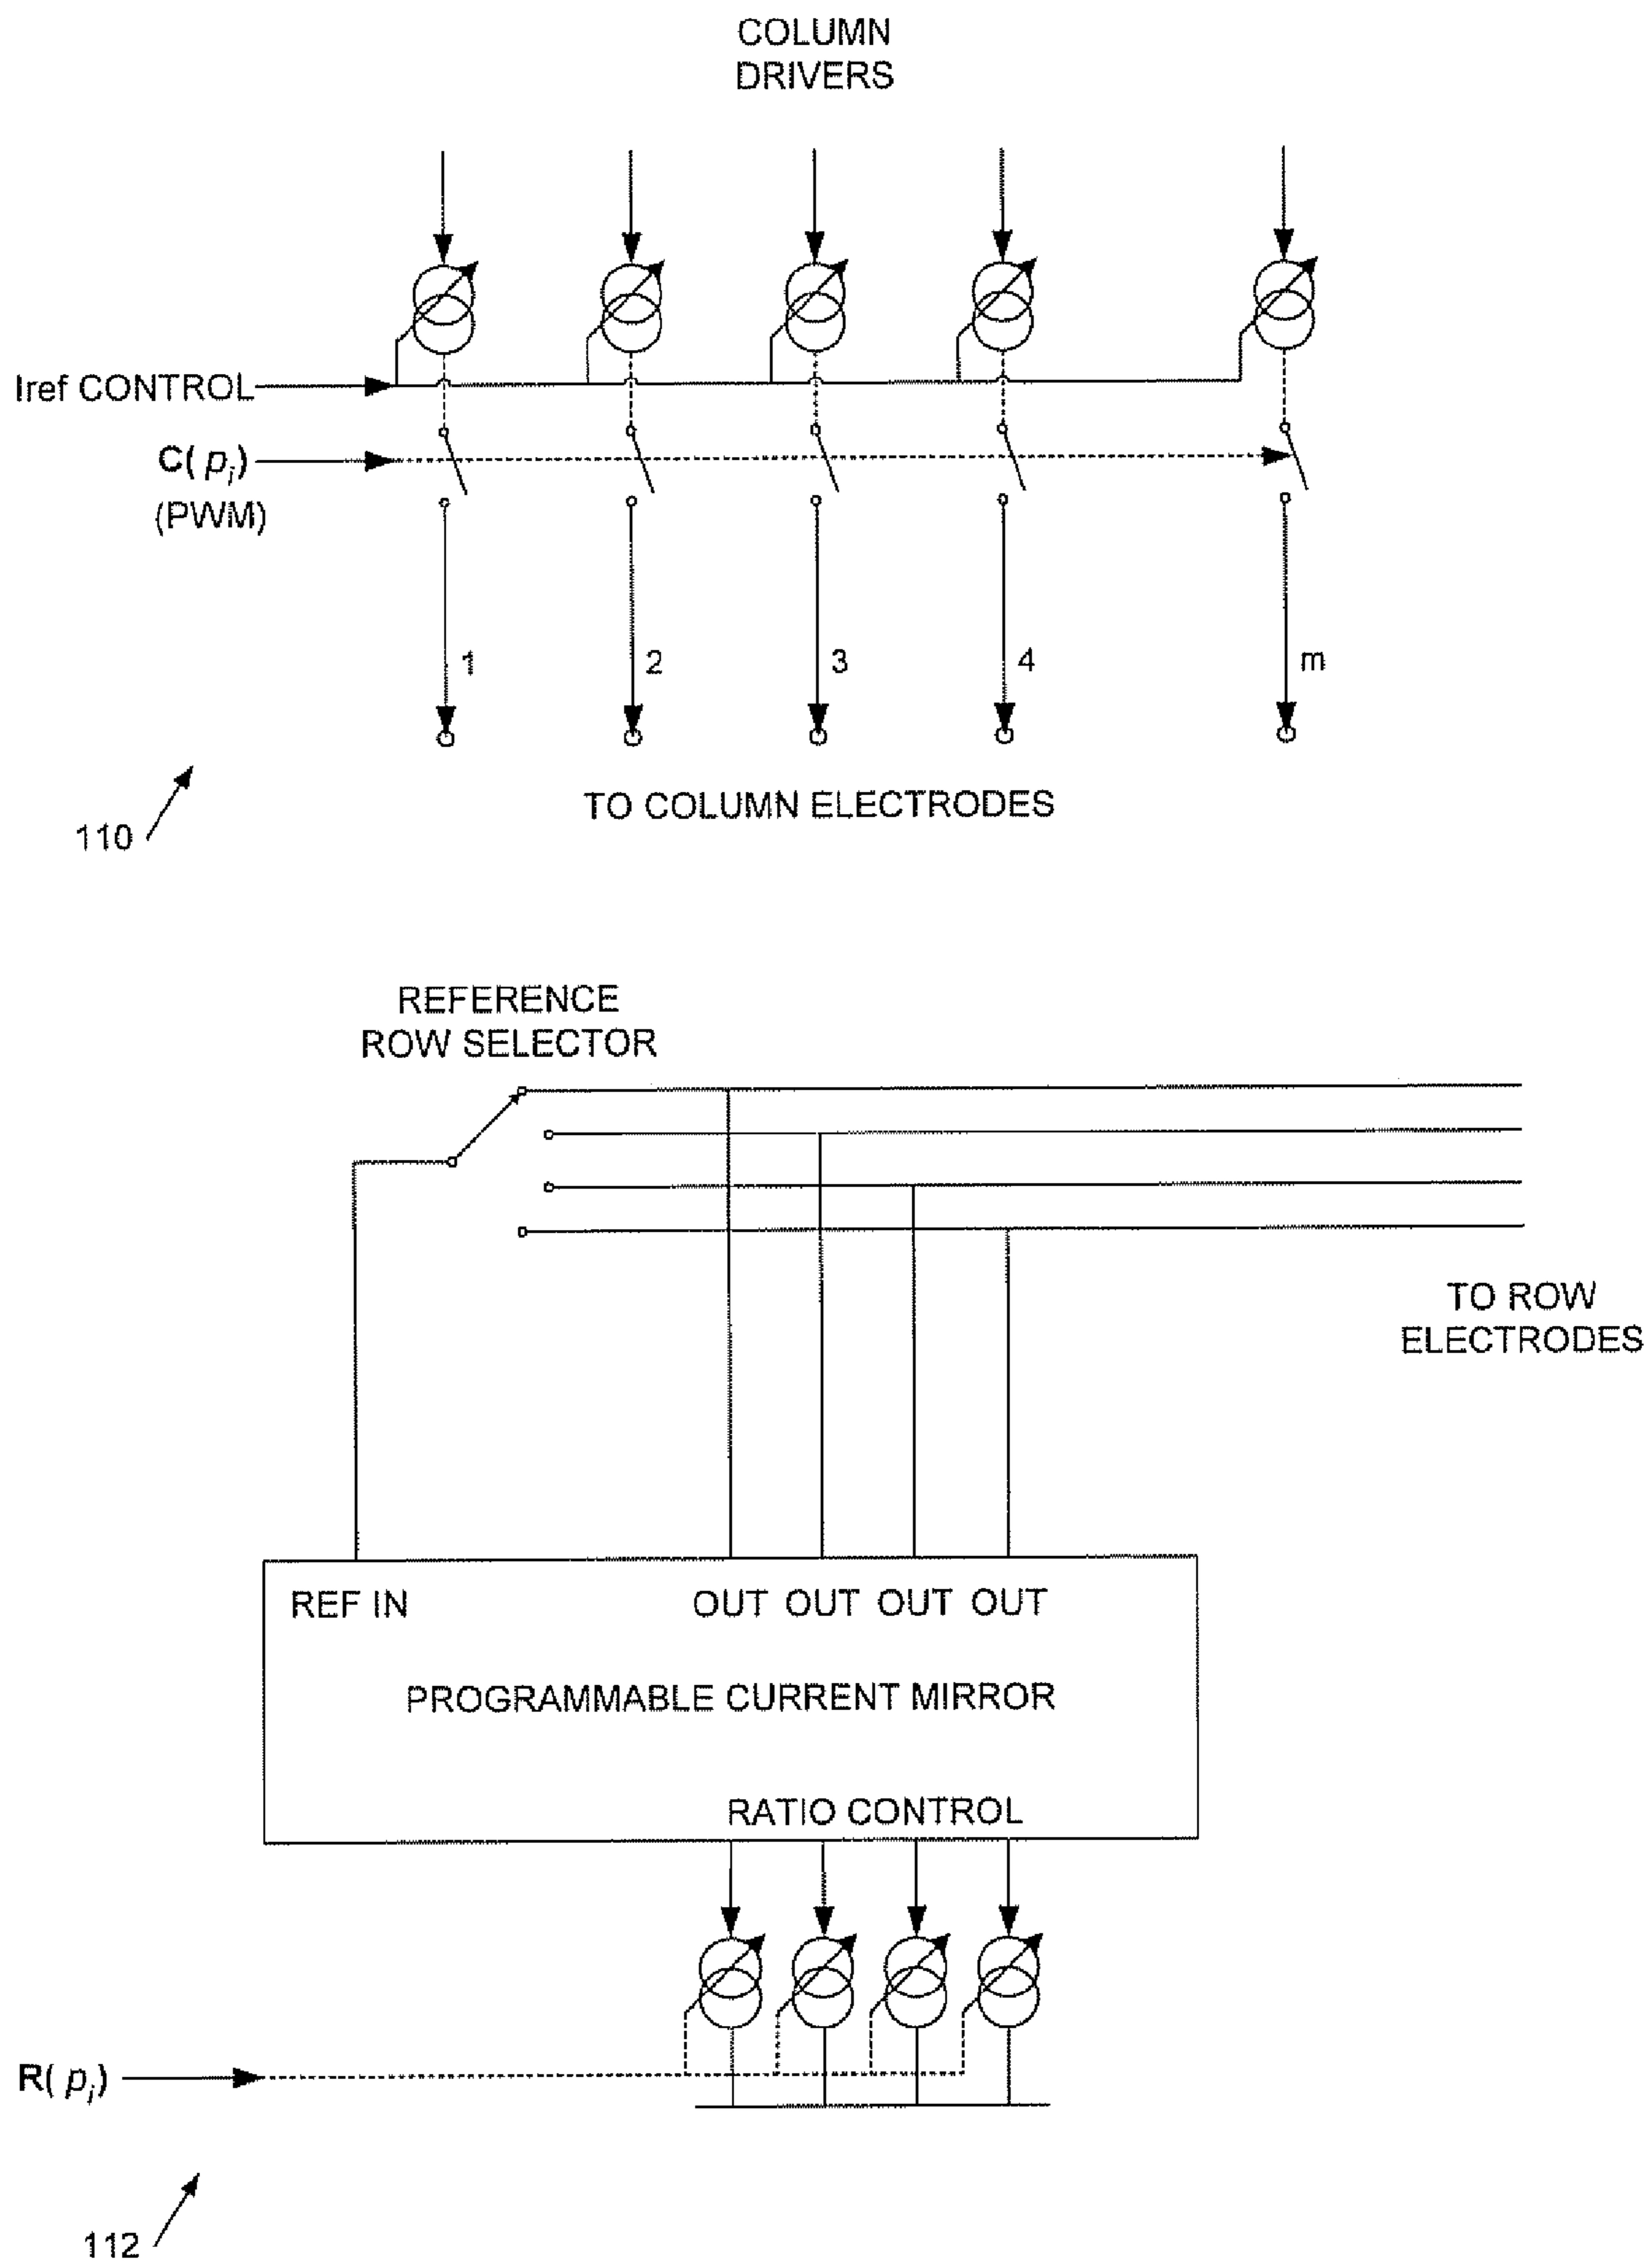 COLUMN
DRIVERS
Iref CONTROL
C( pᵢ)
(PWM)
1
2
3
4
m
TO COLUMN ELECTRODES
110
REFERENCE
ROW SELECTOR
TO ROW
ELECTRODES
REF IN
OUT OUT OUT OUT
PROGRAMMABLE CURRENT MIRROR
RATIO CONTROL
R( pᵢ)
112